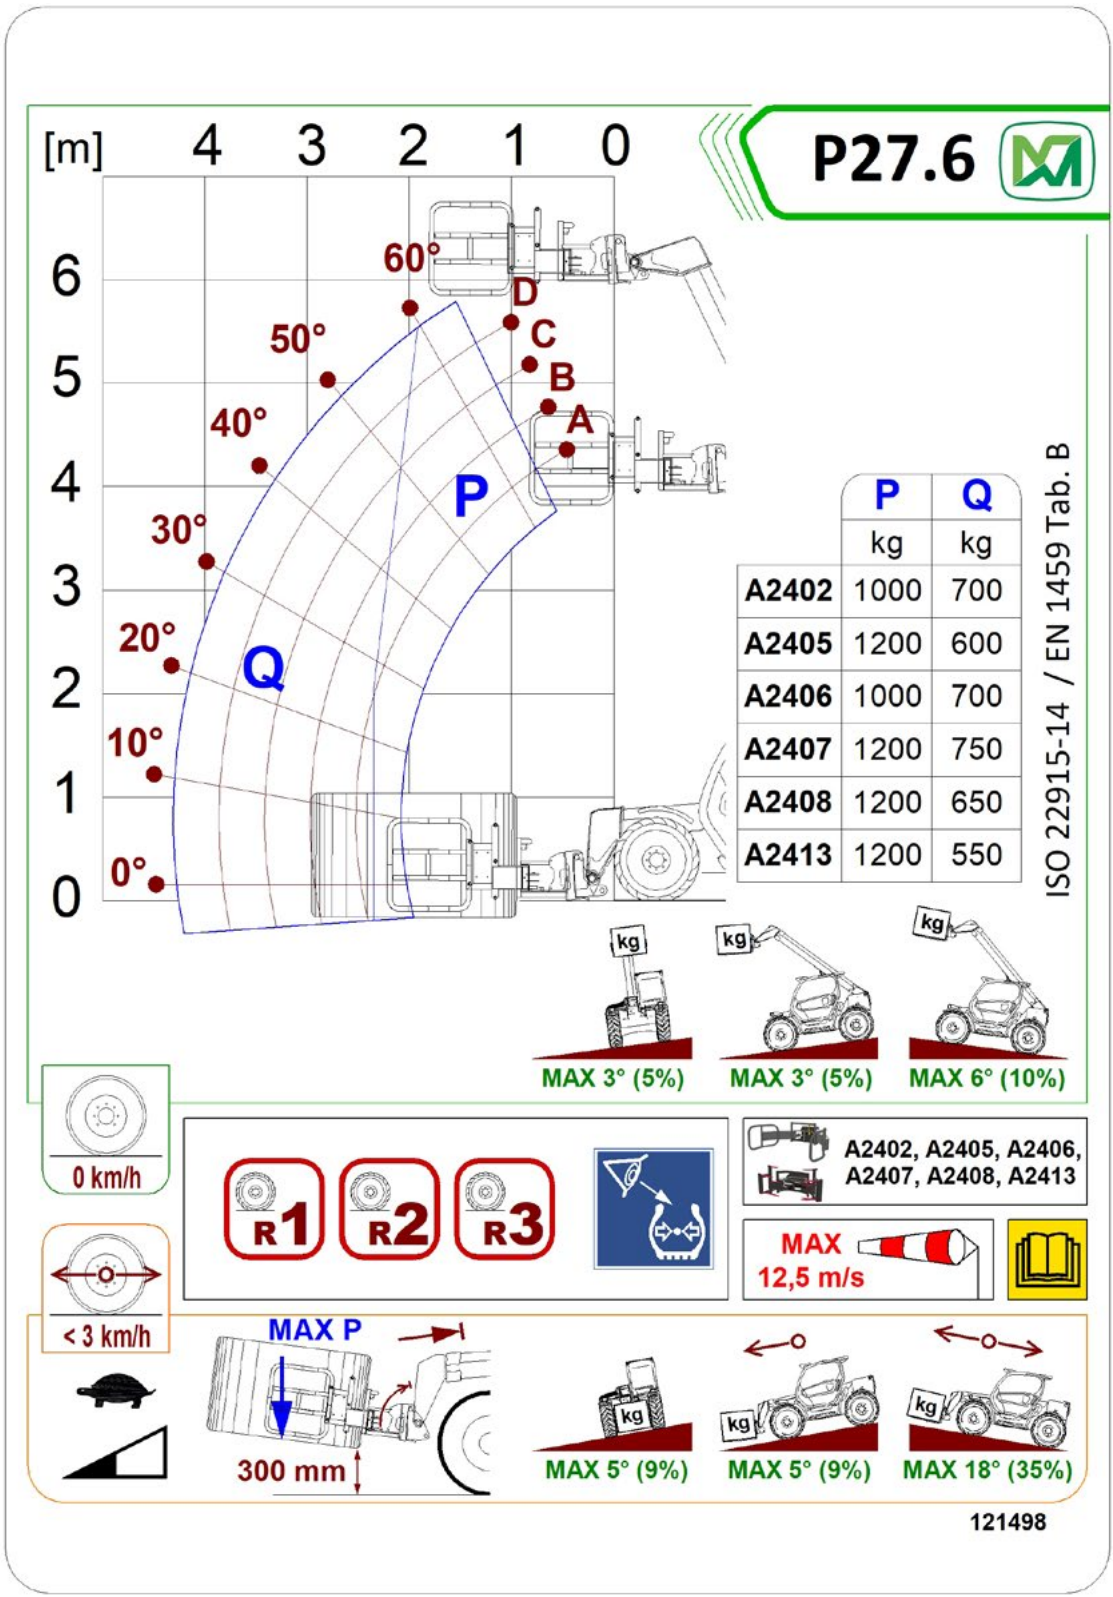 [m] 4 3 2 1 0
P27.6
6
5
4
3
2
1
0
60°
50°
40°
30°
20°
10°
0°
D
C
B
A
P
Q
P Q
kg kg
A2402 1000 700
A2405 1200 600
A2406 1000 700
A2407 1200 750
A2408 1200 650
A2413 1200 550
ISO 22915-14 / EN 1459 Tab. B
kg
kg
kg
MAX 3° (5%)
MAX 3° (5%)
MAX 6° (10%)
0 km/h
R1
R2
R3
A2402, A2405, A2406,
A2407, A2408, A2413
MAX
12,5 m/s
< 3 km/h
MAX P
300 mm
kg
kg
kg
MAX 5° (9%)
MAX 5° (9%)
MAX 18° (35%)
121498